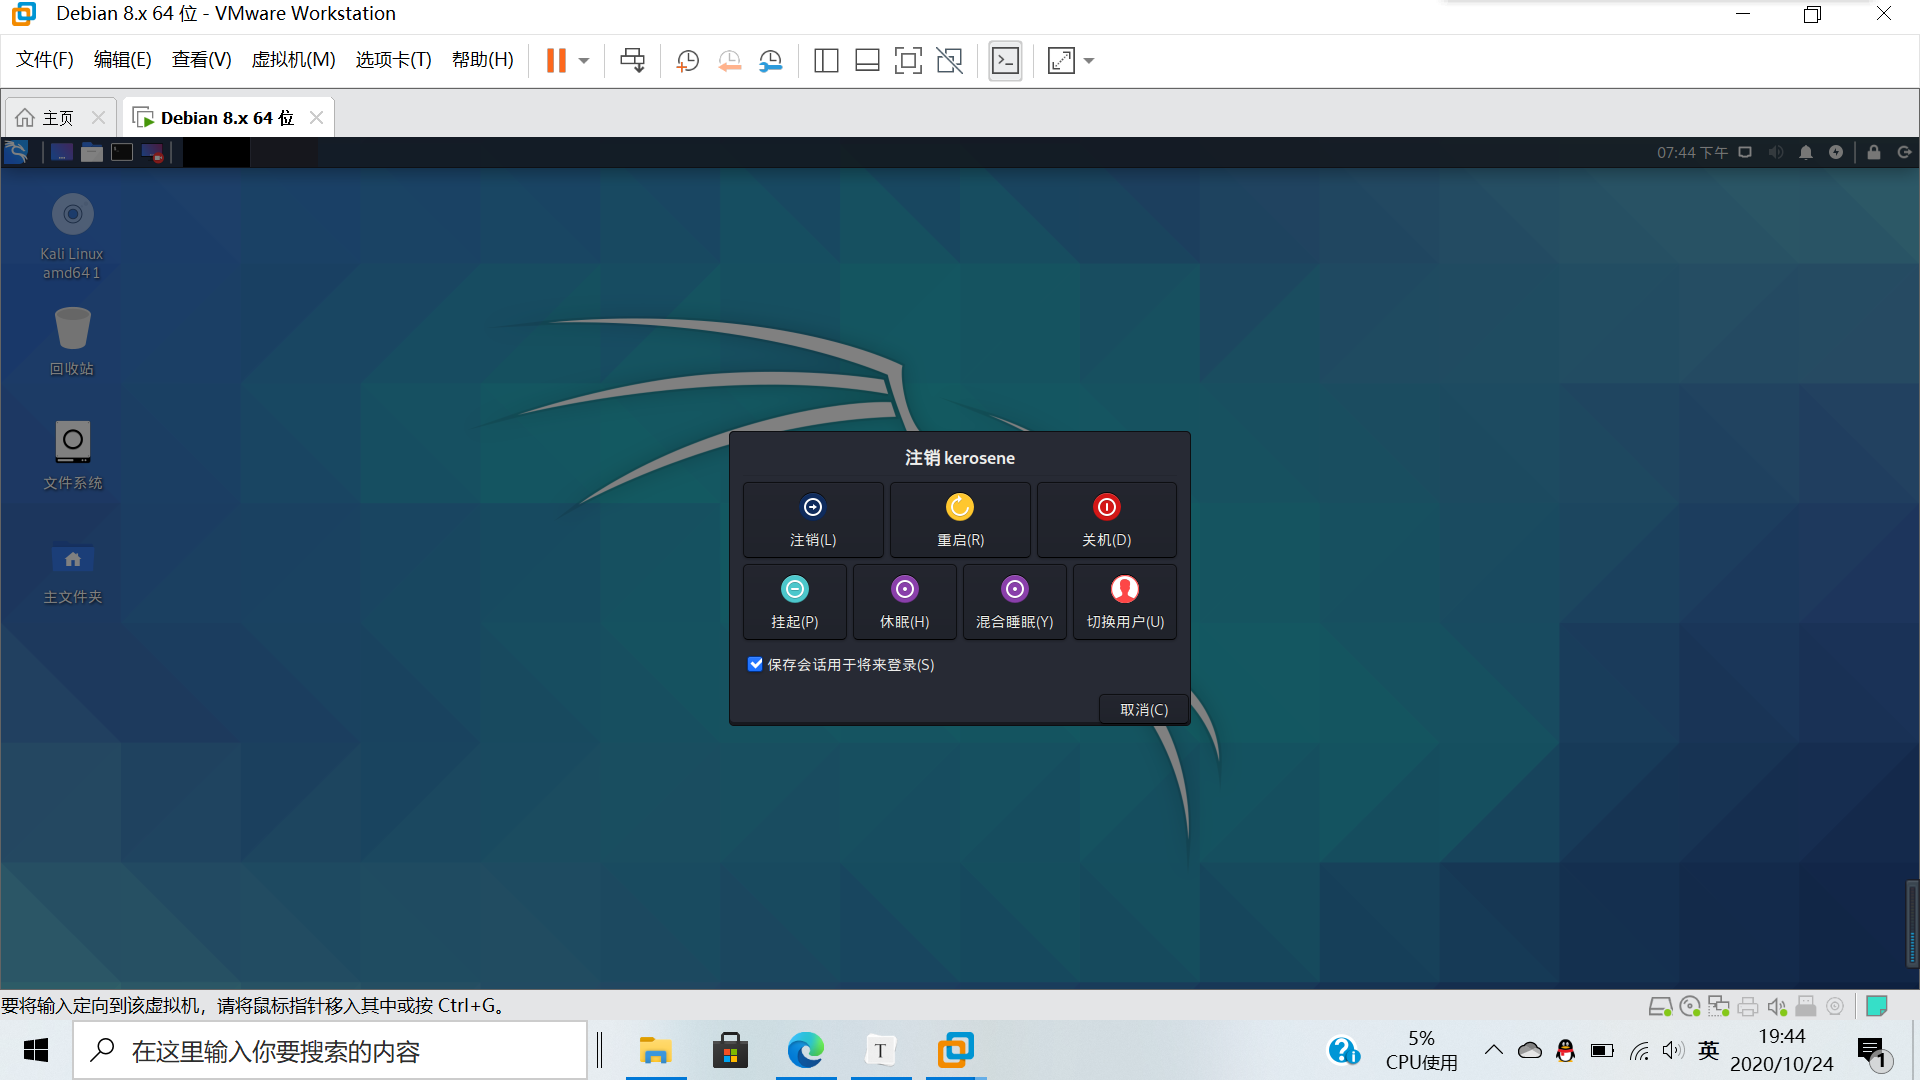 Debian 8.x 64 位 - VMware Workstation
文件(F) 编辑(E) 查看(V) 虚拟机(M) 选项卡(T) 帮助(H)
主页 Debian 8.x 64 位
07:44 下午
Kali Linux
amd64 1
回收站
文件系统
主文件夹
注销 kerosene
注销(L) 重启(R) 关机(D)
挂起(P) 休眠(H) 混合睡眠(Y) 切换用户(U)
保存会话用于将来登录(S)
取消(C)
要将输入定向到该虚拟机，请将鼠标指针移入其中或按 Ctrl+G。
在这里输入你要搜索的内容
T
5%
CPU使用
英
19:44
2020/10/24
1